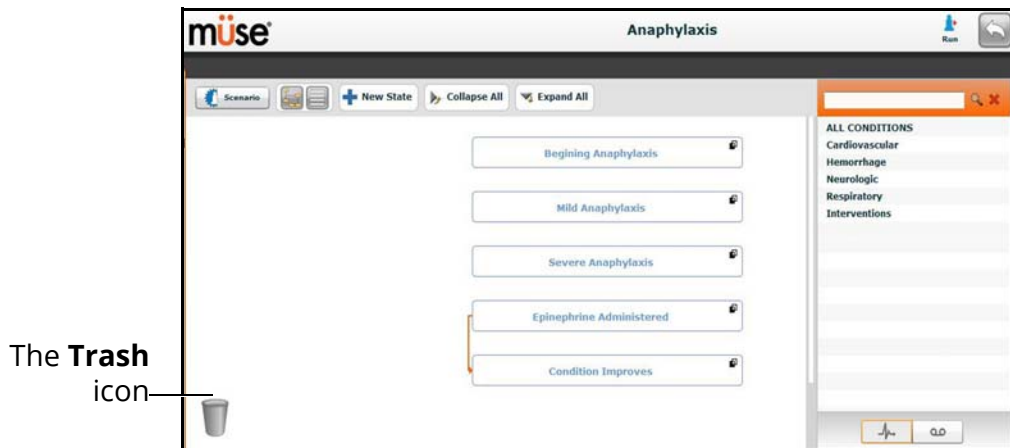 müse
Anaphylaxis
Run
Scenario
New State
Collapse All
Expand All
Begining Anaphylaxis
Mild Anaphylaxis
Severe Anaphylaxis
Epinephrine Administered
Condition Improves
ALL CONDITIONS
Cardiovascular
Hemorrhage
Neurologic
Respiratory
Interventions
The Trash
icon